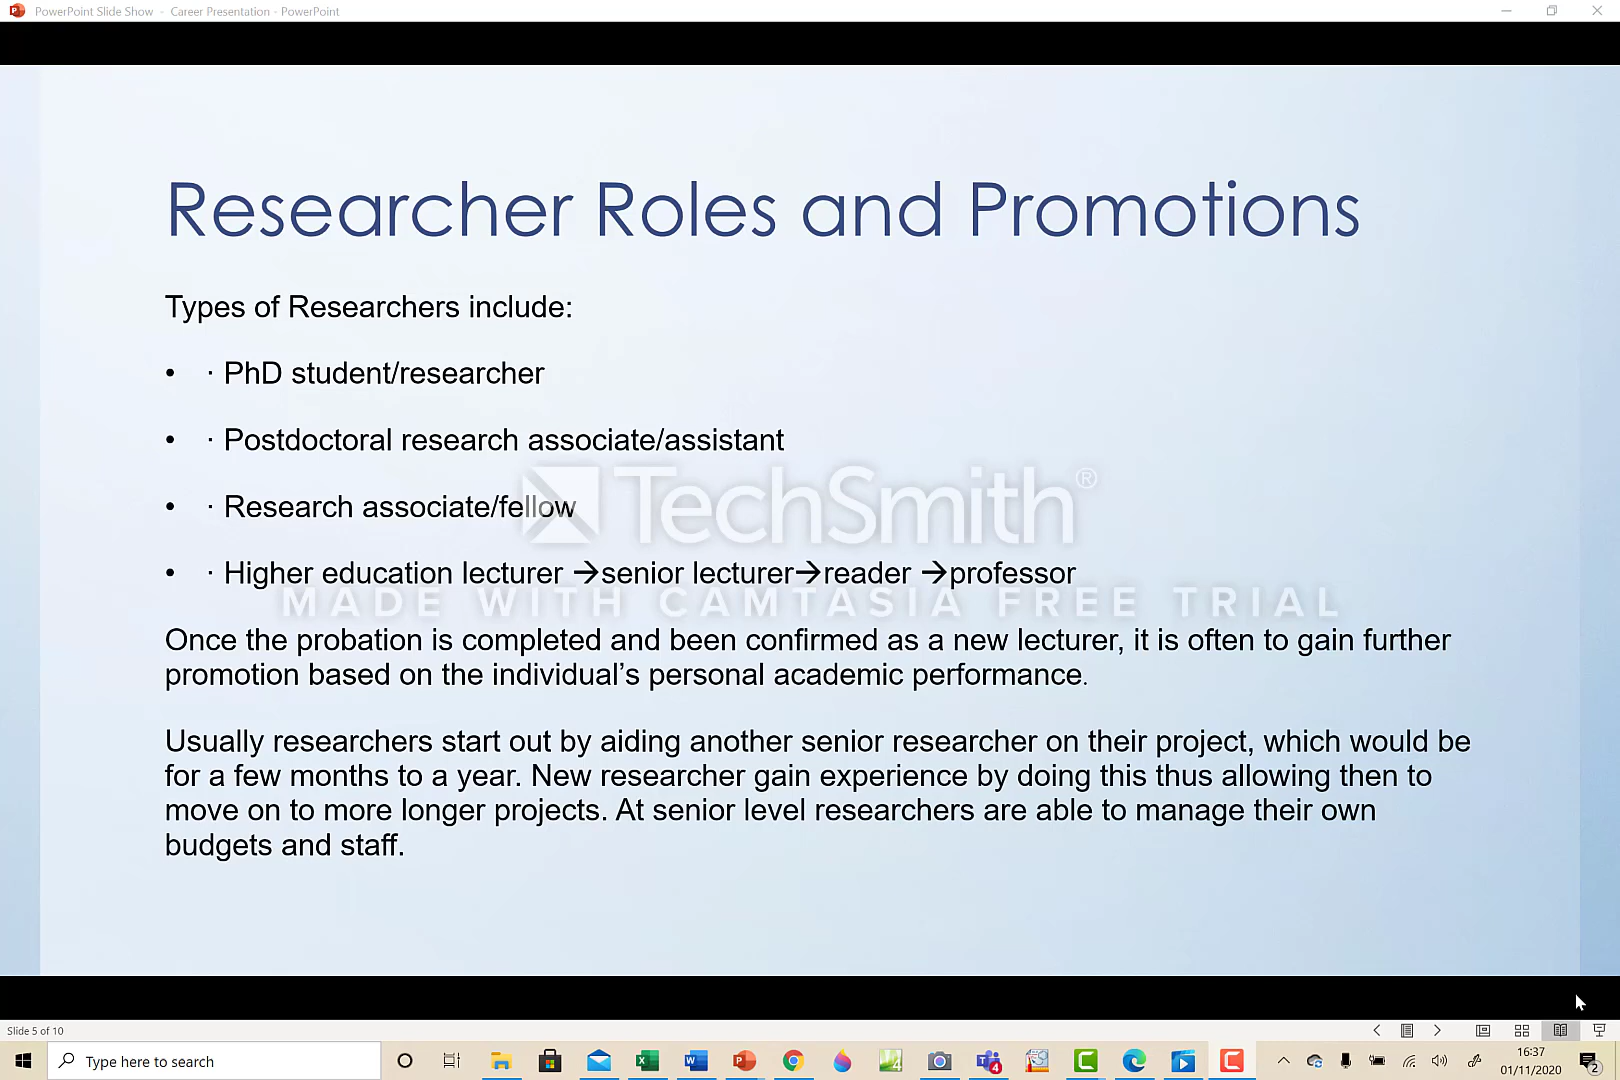 PowerPoint Slide Show - Career Presentation - PowerPoint
Researcher Roles and Promotions
Types of Researchers include:
• · PhD student/researcher
• · Postdoctoral research associate/assistant
• · Research associate/fellow
TechSmith®
• · Higher education lecturer →senior lecturer→reader →professor
MADE WITH CAMTASIA FREE TRIAL
Once the probation is completed and been confirmed as a new lecturer, it is often to gain further
promotion based on the individual’s personal academic performance.
Usually researchers start out by aiding another senior researcher on their project, which would be
for a few months to a year. New researcher gain experience by doing this thus allowing then to
move on to more longer projects. At senior level researchers are able to manage their own
budgets and staff.
Slide 5 of 10
Type here to search
4
16:37
01/11/2020
2